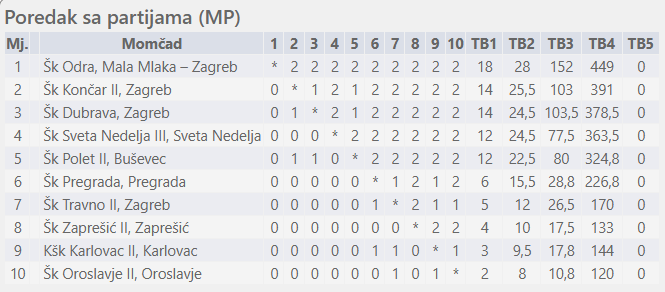 Poredak sa partijama (MP)
Mj. Momčad 1 2 3 4 5 6 7 8 9 10 TB1 TB2 TB3 TB4 TB5
1 Šk Odra, Mala Mlaka – Zagreb * 2 2 2 2 2 2 2 2 2 18 28 152 449 0
2 Šk Končar II, Zagreb 0 * 1 2 1 2 2 2 2 2 14 25,5 103 391 0
3 Šk Dubrava, Zagreb 0 1 * 2 1 2 2 2 2 2 14 24,5 103,5 378,5 0
4 Šk Sveta Nedelja III, Sveta Nedelja 0 0 0 * 2 2 2 2 2 2 12 24,5 77,5 363,5 0
5 Šk Polet II, Buševec 0 1 1 0 * 2 2 2 2 2 12 22,5 80 324,8 0
6 Šk Pregrada, Pregrada 0 0 0 0 0 * 1 2 1 2 6 15,5 28,8 226,8 0
7 Šk Travno II, Zagreb 0 0 0 0 0 1 * 2 1 1 5 12 26,5 170 0
8 Šk Zaprešić II, Zaprešić 0 0 0 0 0 0 0 * 2 2 4 10 17,5 133 0
9 Kšk Karlovac II, Karlovac 0 0 0 0 0 1 1 0 * 1 3 9,5 17,8 144 0
10 Šk Oroslavje II, Oroslavje 0 0 0 0 0 0 1 0 1 * 2 8 10,8 120 0